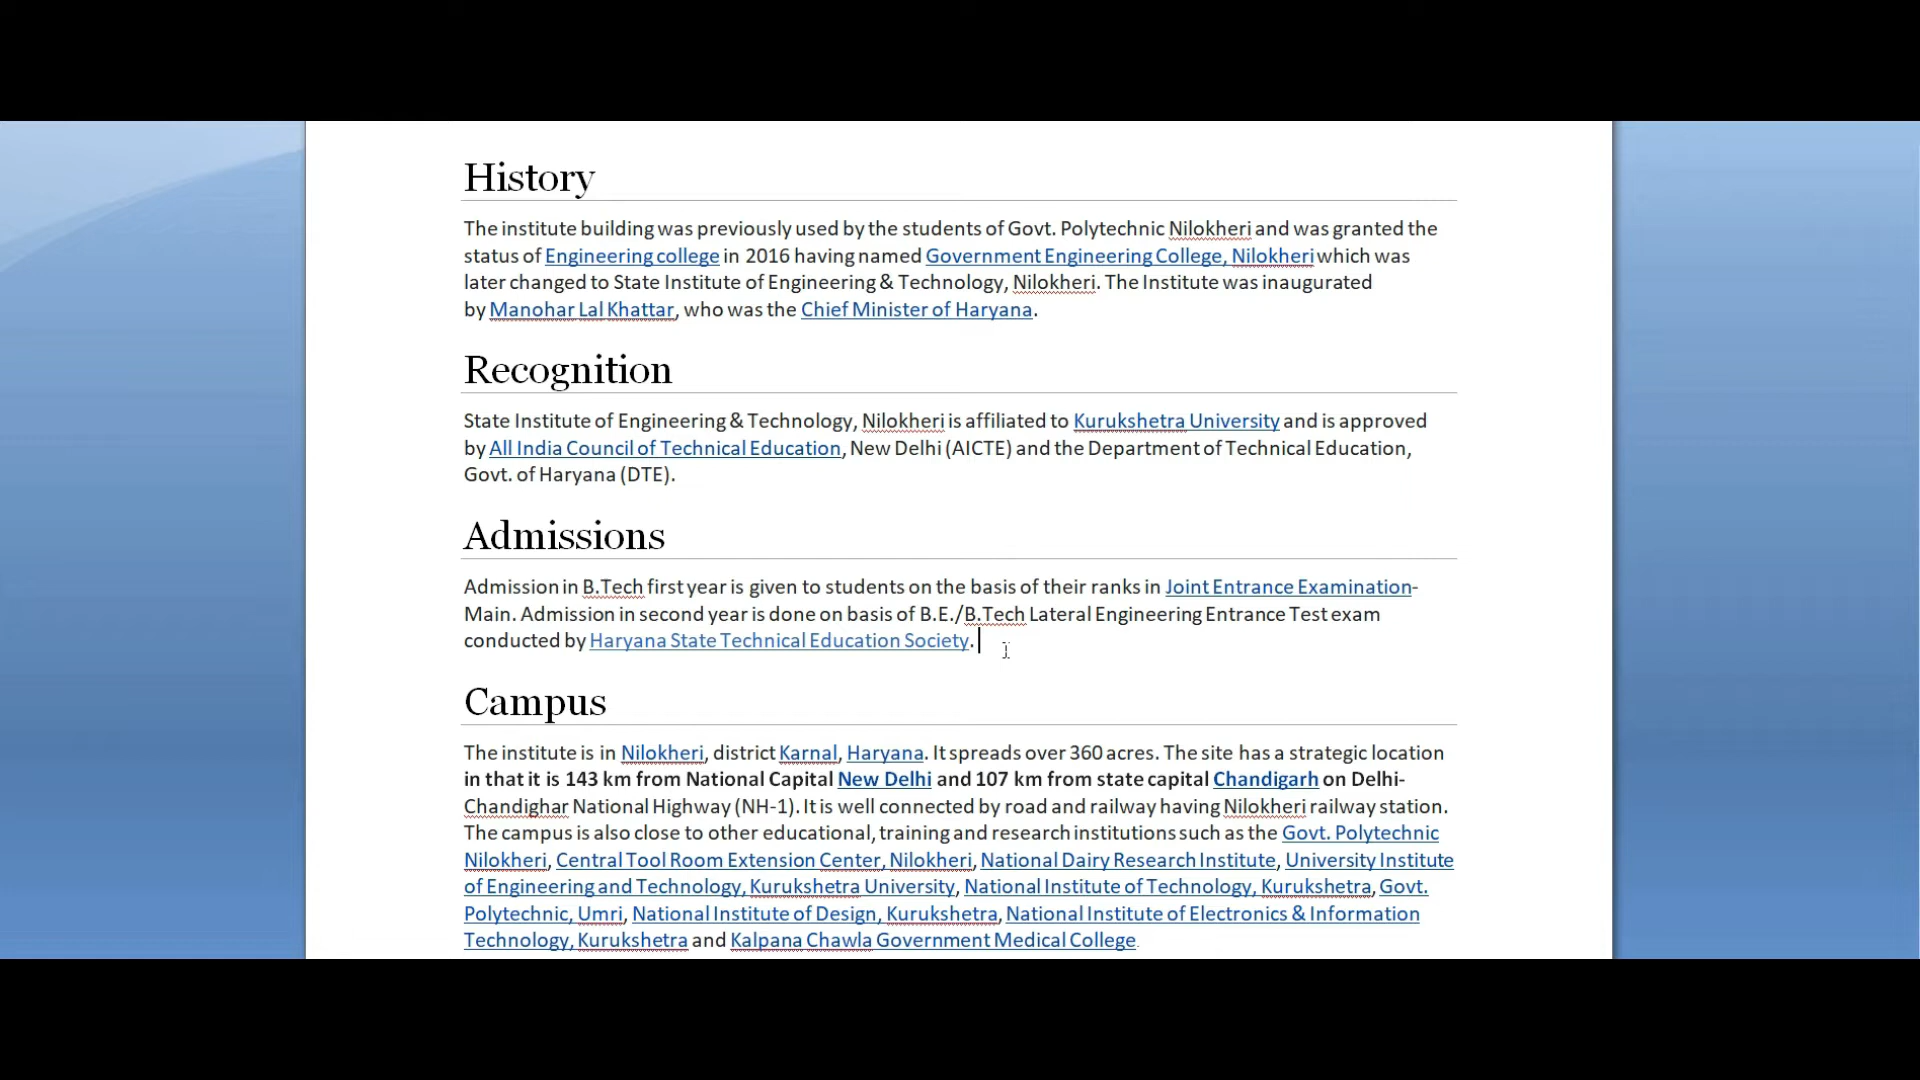 History
The institute building was previously used by the students of Govt. Polytechnic Nilokheri and was granted the
status of Engineering college in 2016 having named Government Engineering College, Nilokheri which was
later changed to State Institute of Engineering & Technology, Nilokheri. The Institute was inaugurated
by Manohar Lal Khattar, who was the Chief Minister of Haryana.
Recognition
State Institute of Engineering & Technology, Nilokheri is affiliated to Kurukshetra University and is approved
by All India Council of Technical Education, New Delhi (AICTE) and the Department of Technical Education,
Govt. of Haryana (DTE).
Admissions
Admission in B.Tech first year is given to students on the basis of their ranks in Joint Entrance Examination-
Main. Admission in second year is done on basis of B.E./B.Tech Lateral Engineering Entrance Test exam
conducted by Haryana State Technical Education Society.
Campus
The institute is in Nilokheri, district Karnal, Haryana. It spreads over 360 acres. The site has a strategic location
in that it is 143 km from National Capital New Delhi and 107 km from state capital Chandigarh on Delhi-
Chandighar National Highway (NH-1). It is well connected by road and railway having Nilokheri railway station.
The campus is also close to other educational, training and research institutions such as the Govt. Polytechnic
Nilokheri, Central Tool Room Extension Center, Nilokheri, National Dairy Research Institute, University Institute
of Engineering and Technology, Kurukshetra University, National Institute of Technology, Kurukshetra, Govt.
Polytechnic, Umri, National Institute of Design, Kurukshetra, National Institute of Electronics & Information
Technology, Kurukshetra and Kalpana Chawla Government Medical College.